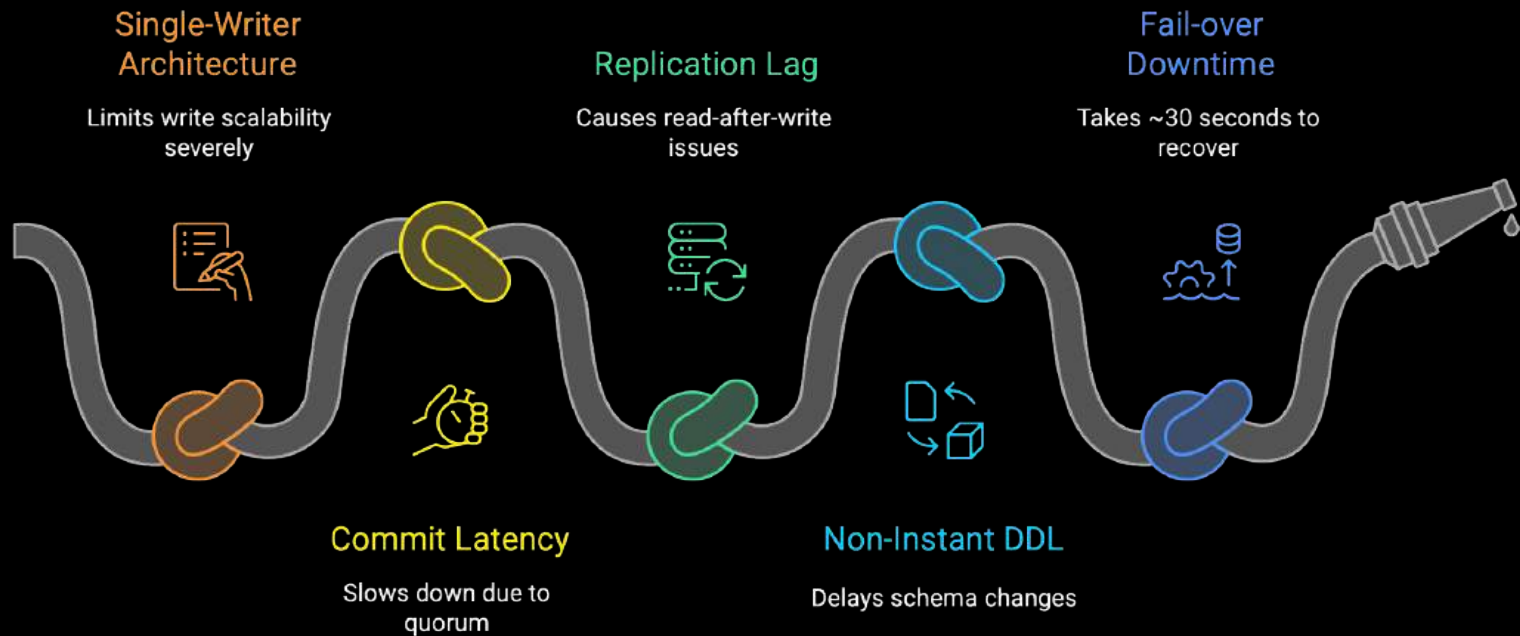 Single-Writer
Architecture
Limits write scalability
severely
Commit Latency
Slows down due to
quorum
Replication Lag
Causes read-after-write
issues
Non-Instant DDL
Delays schema changes
Fail-over
Downtime
Takes ~30 seconds to
recover